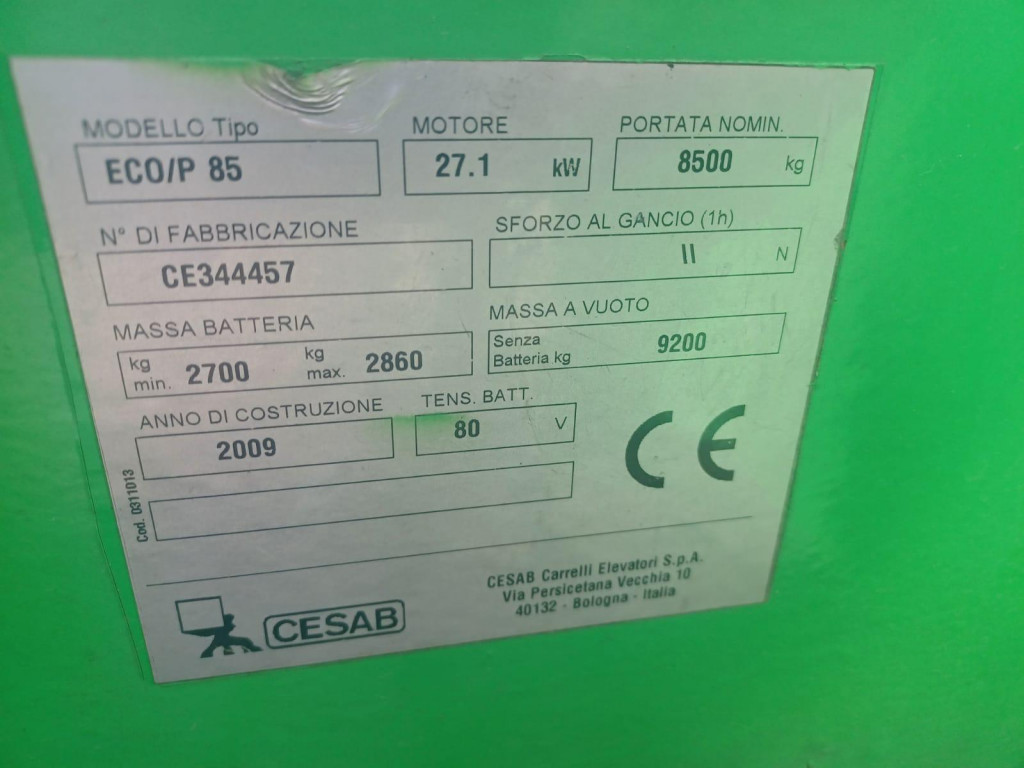 MODELLO Tipo
ECO/P 85
MOTORE
27.1 kW
PORTATA NOMIN.
8500 kg
N° DI FABBRICAZIONE
CE344457
SFORZO AL GANCIO (1h)
II N
MASSA BATTERIA
kg min. 2700 kg max. 2860
MASSA A VUOTO
Senza
Batteria kg 9200
ANNO DI COSTRUZIONE
2009
TENS. BATT.
80 V
CE
Cod. 0311013
CESAB
CESAB Carrelli Elevatori S.p.A.
Via Persicetana Vecchia 10
40132 - Bologna - Italia